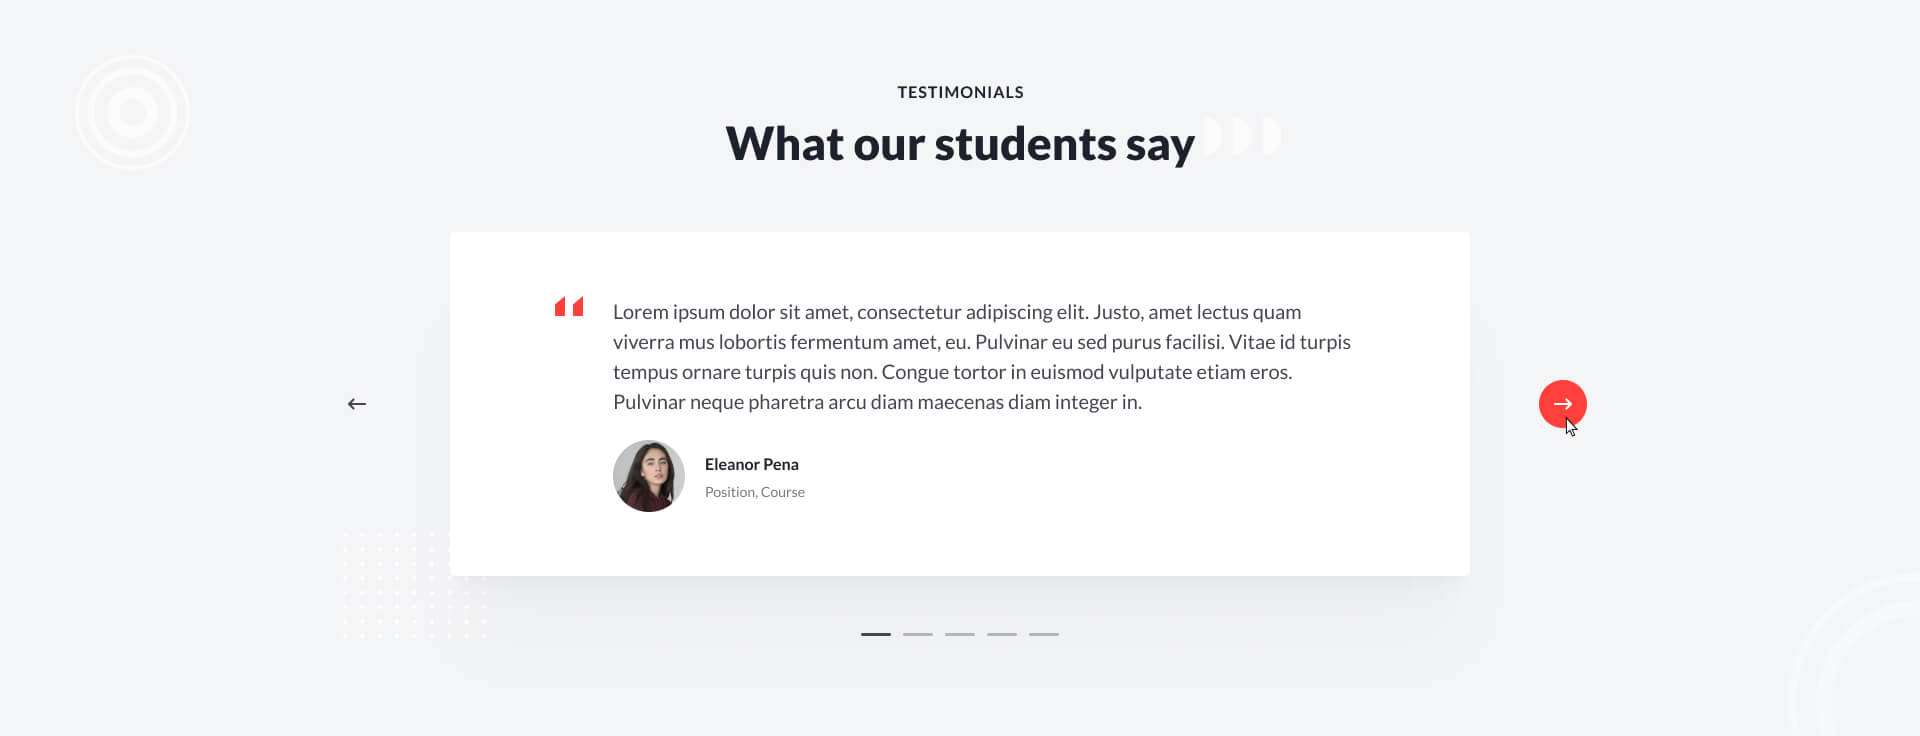 TESTIMONIALS
What our students say
Lorem ipsum dolor sit amet, consectetur adipiscing elit. Justo, amet lectus quam
viverra mus lobortis fermentum amet, eu. Pulvinar eu sed purus facilisi. Vitae id turpis
tempus ornare turpis quis non. Congue tortor in euismod vulputate etiam eros.
Pulvinar neque pharetra arcu diam maecenas diam integer in.
Eleanor Pena
Position, Course